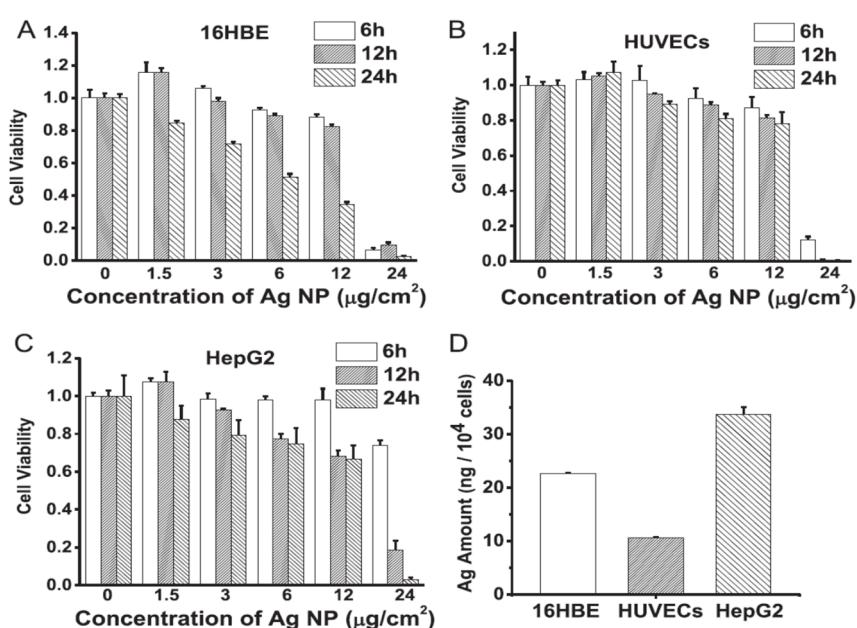 A
16HBE
6h
12h
24h
1.4
1.2
1.0
0.8
0.6
0.4
0.2
0.0
Cell Viability
0 1.5 3 6 12 24
Concentration of Ag NP (μg/cm²)
B
HUVECs
6h
12h
24h
1.2
1.0
0.8
0.6
0.4
0.2
0.0
Cell Viability
0 1.5 3 6 12 24
Concentration of Ag NP (μg/cm²)
C
HepG2
6h
12h
24h
1.2
1.0
0.8
0.6
0.4
0.2
0.0
Cell Viability
0 1.5 3 6 12 24
Concentration of Ag NP (μg/cm²)
D
40
30
20
10
0
Ag Amount (ng / 10⁴ cells)
16HBE HUVECs HepG2